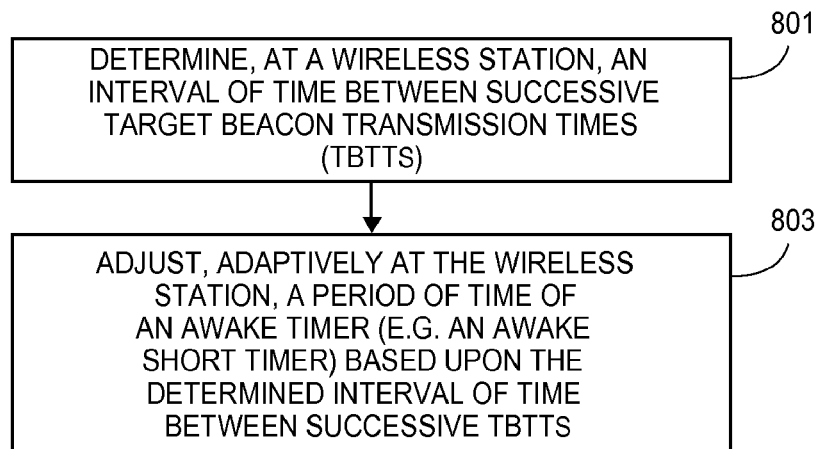 801
DETERMINE, AT A WIRELESS STATION, AN
INTERVAL OF TIME BETWEEN SUCCESSIVE
TARGET BEACON TRANSMISSION TIMES
(TBTTS)
803
ADJUST, ADAPTIVELY AT THE WIRELESS
STATION, A PERIOD OF TIME OF
AN AWAKE TIMER (E.G. AN AWAKE
SHORT TIMER) BASED UPON THE
DETERMINED INTERVAL OF TIME
BETWEEN SUCCESSIVE TBTTS